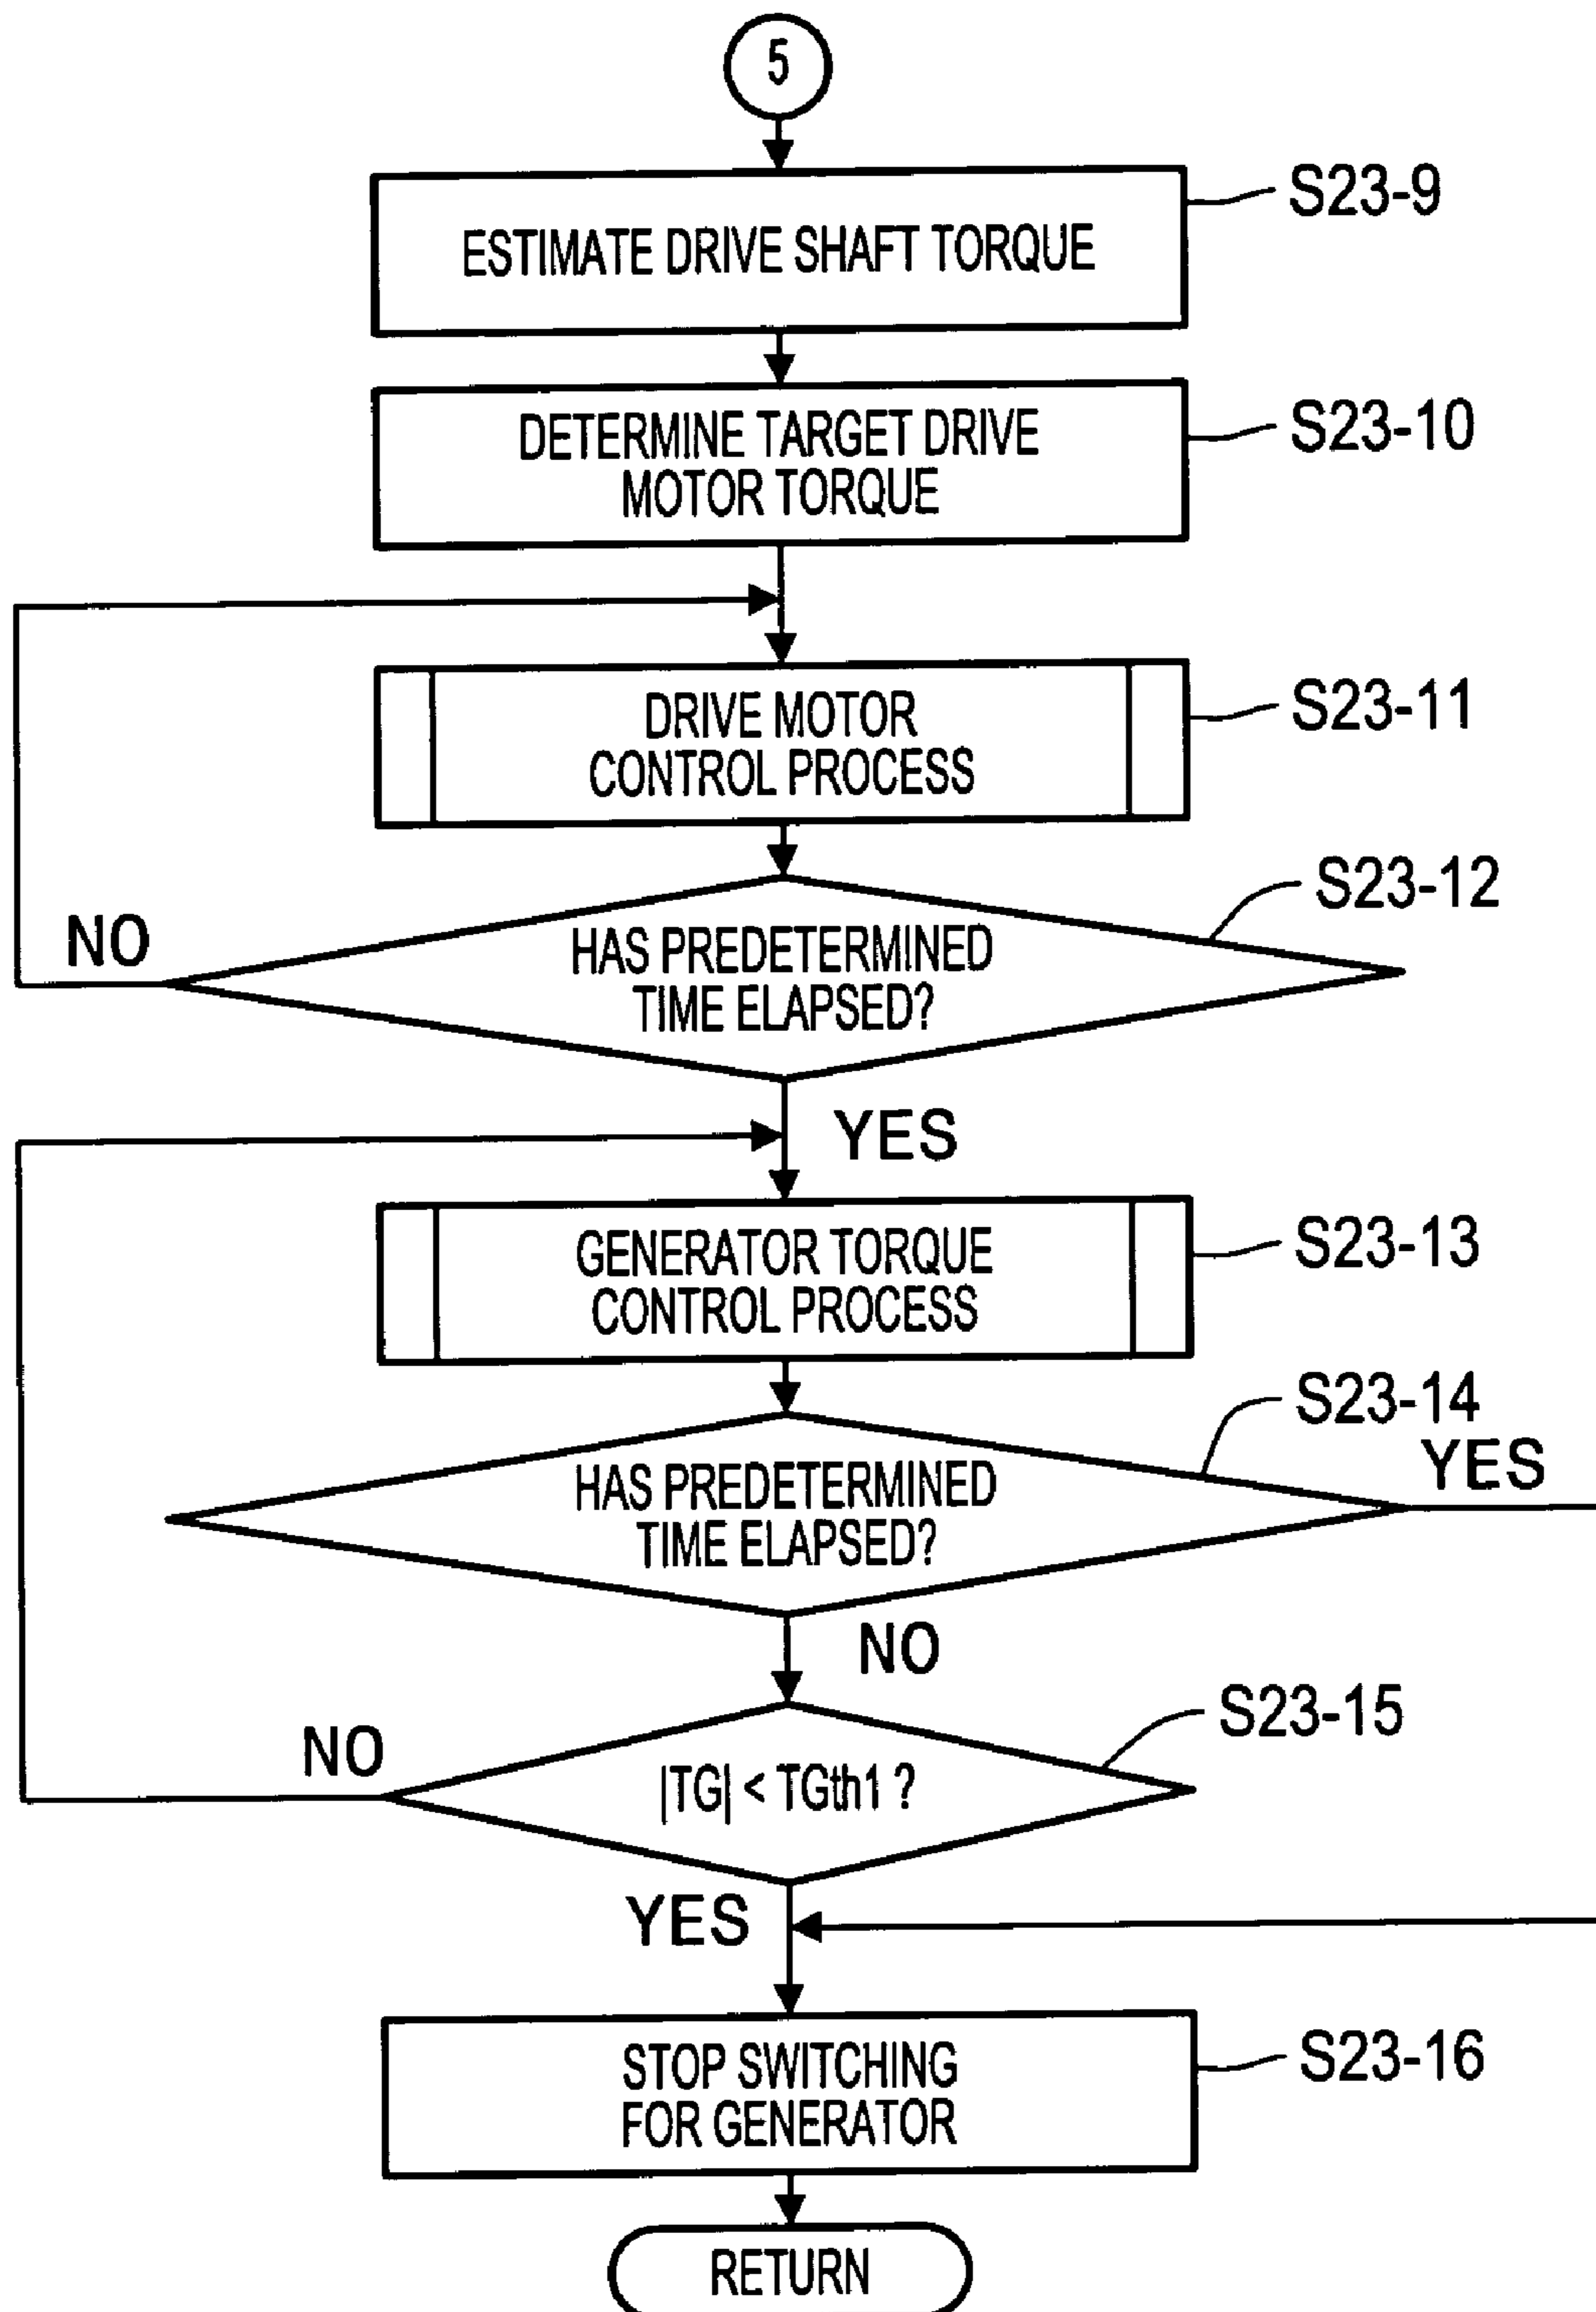 5
S23-9
ESTIMATE DRIVE SHAFT TORQUE
S23-10
DETERMINE TARGET DRIVE
MOTOR TORQUE
S23-11
DRIVE MOTOR
CONTROL PROCESS
S23-12
NO
HAS PREDETERMINED
TIME ELAPSED?
YES
S23-13
GENERATOR TORQUE
CONTROL PROCESS
S23-14
YES
HAS PREDETERMINED
TIME ELAPSED?
NO
S23-15
NO
|TG| < TGth1 ?
YES
S23-16
STOP SWITCHING
FOR GENERATOR
RETURN